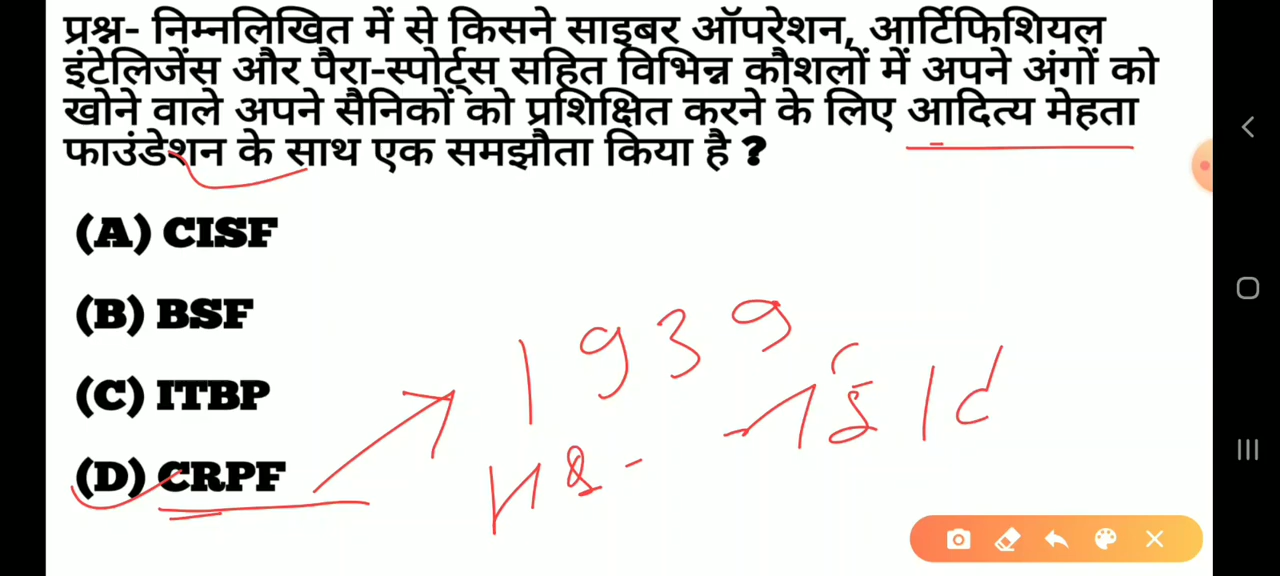 प्रश्न- निम्नलिखित में से किसने साइबर ऑपरेशन, आर्टिफिशियल
इंटेलिजेंस और पैरा-स्पोर्ट्स सहित विभिन्न कौशलों में अपने अंगों को
खोने वाले अपने सैनिकों को प्रशिक्षित करने के लिए आदित्य मेहता
फाउंडेशन के साथ एक समझौता किया है ?
(A) CISF
(B) BSF
(C) ITBP
(D) CRPF
1939